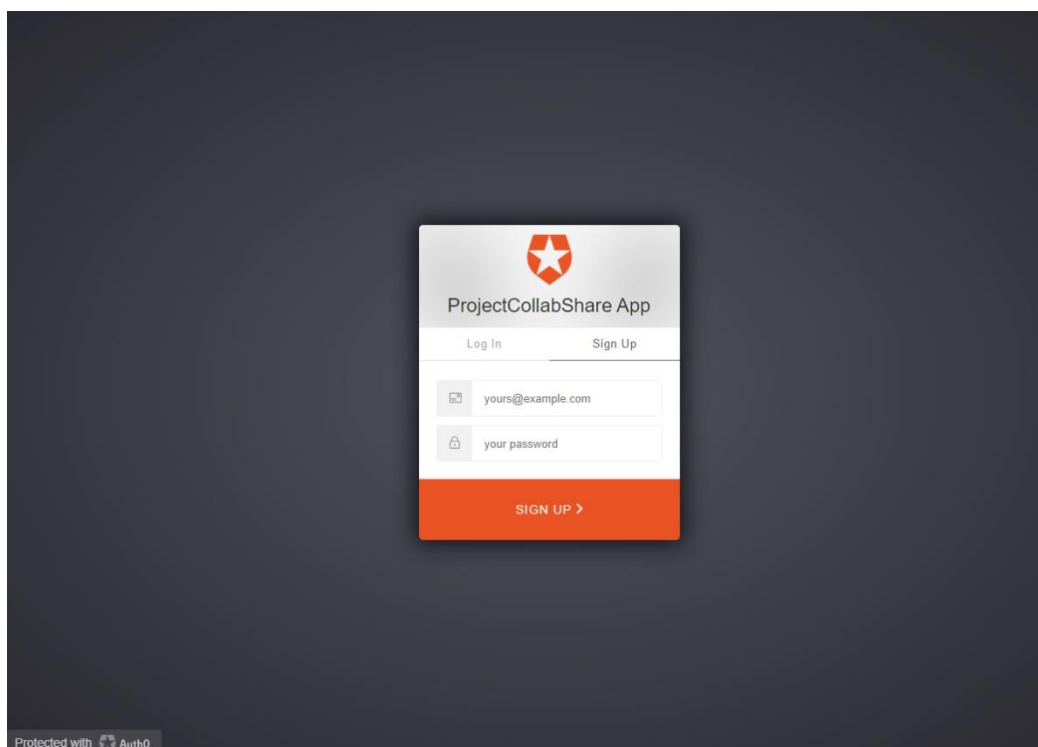 ProjectCollabShare App
Log In Sign Up
yours@example.com
your password
SIGN UP
Protected with Auth0